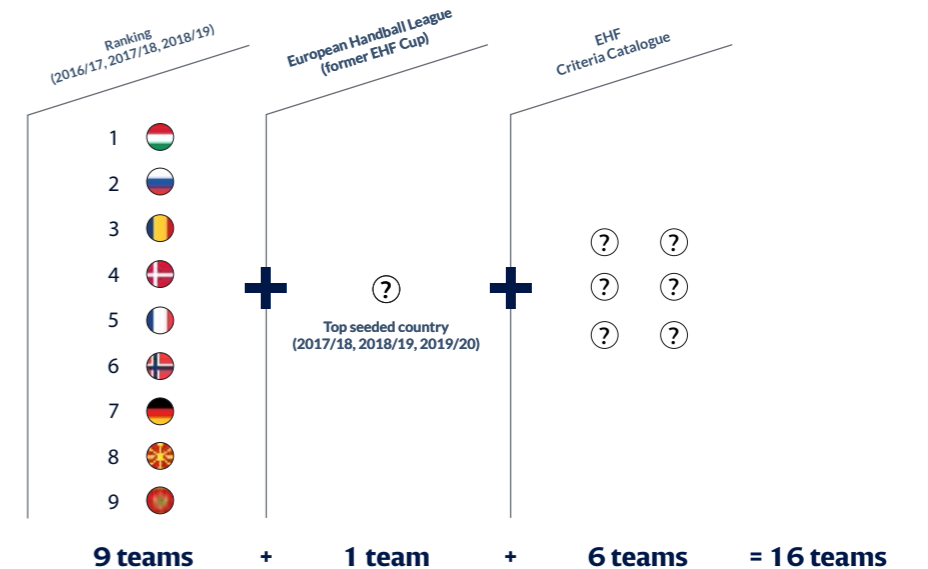 Ranking
(2016/17, 2017/18, 2018/19)
European Handball League
(former EHF Cup)
EHF
Criteria Catalogue
1
2
3
4
5
6
7
8
9
+
?
Top seeded country
(2017/18, 2018/19, 2019/20)
+
? ?
? ?
? ?
9 teams + 1 team + 6 teams = 16 teams